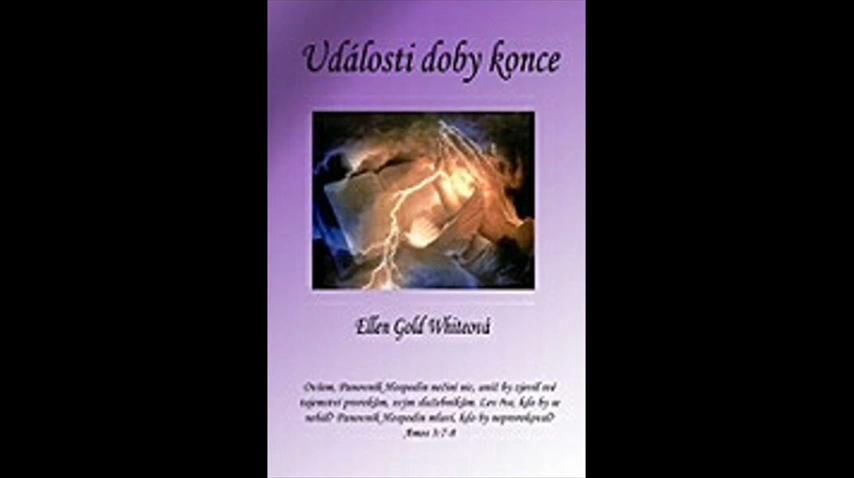 Události doby konce
Ellen Gold Whiteová
Ovšem, Panovník Hospodin nečiní nic, aniž by zjevil své
tajemství prorokům, svým služebníkům. Lev řve, kdo by se
nebál? Panovník Hospodin mluví, kdo by neprorokoval?
Amos 3:7-8